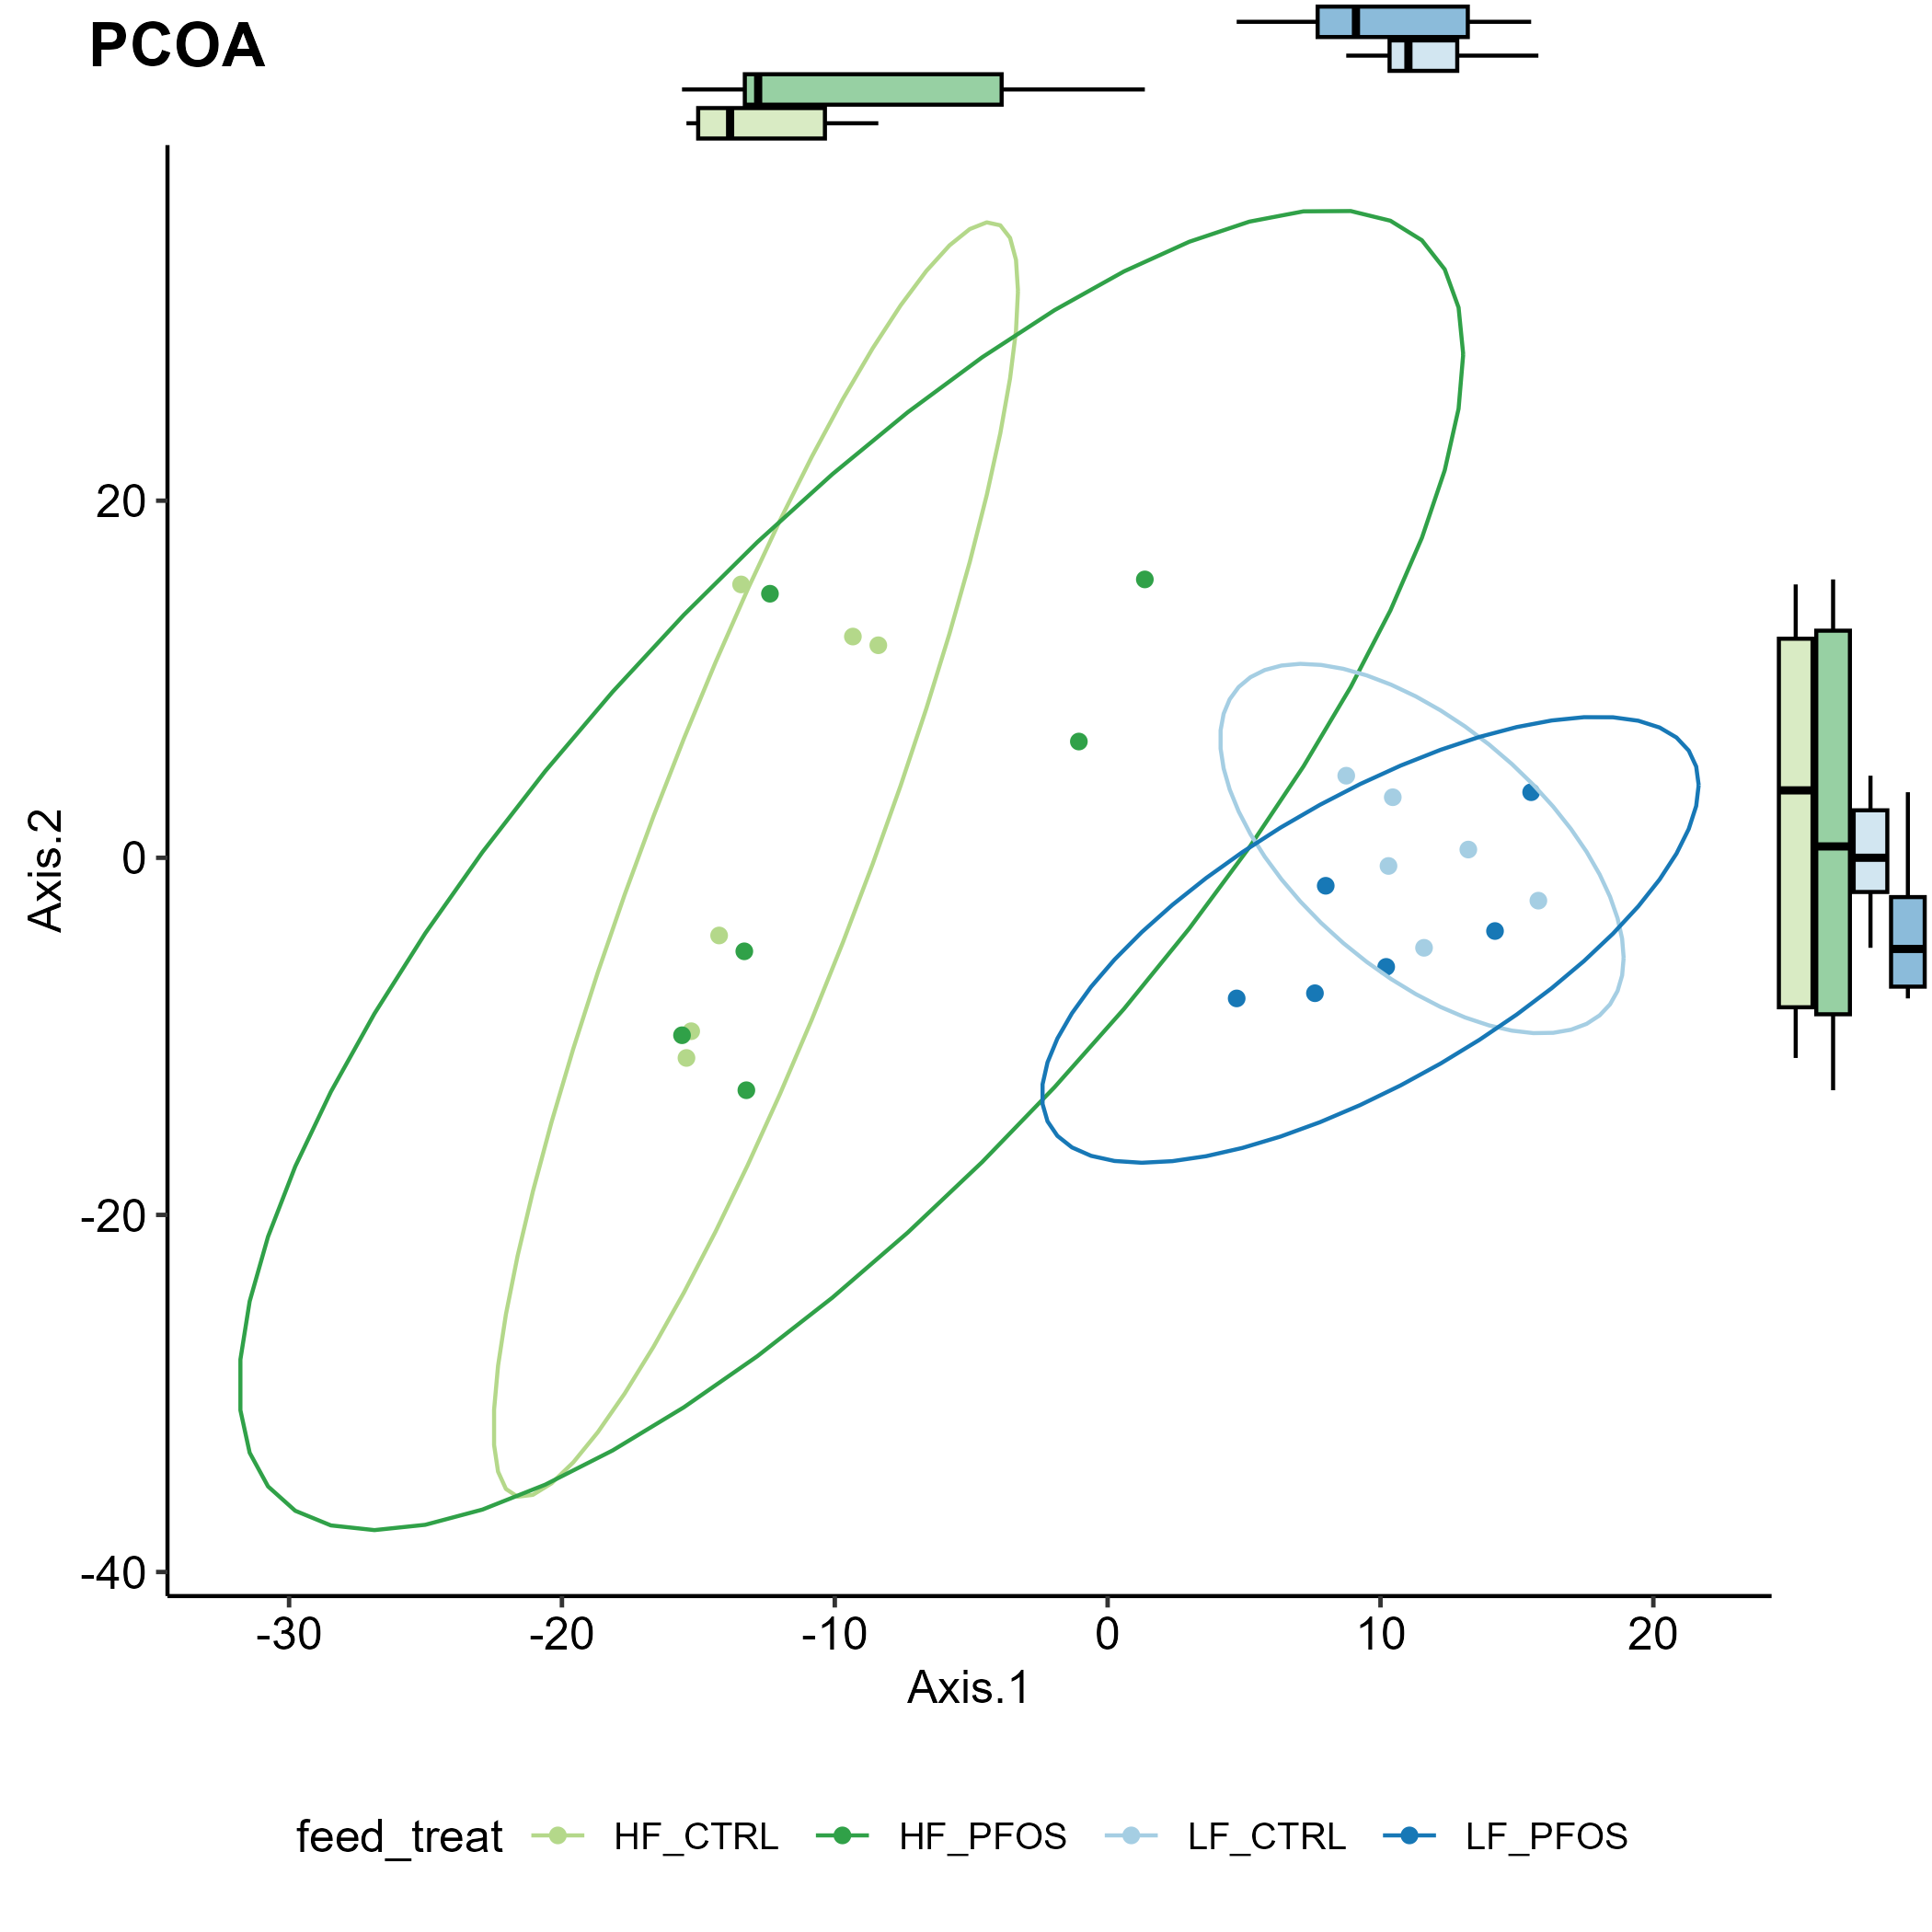 PCOA
20
0
-20
-40
Axis.2
-30 -20 -10 0 10 20
Axis.1
feed_treat HF_CTRL HF_PFOS LF_CTRL LF_PFOS